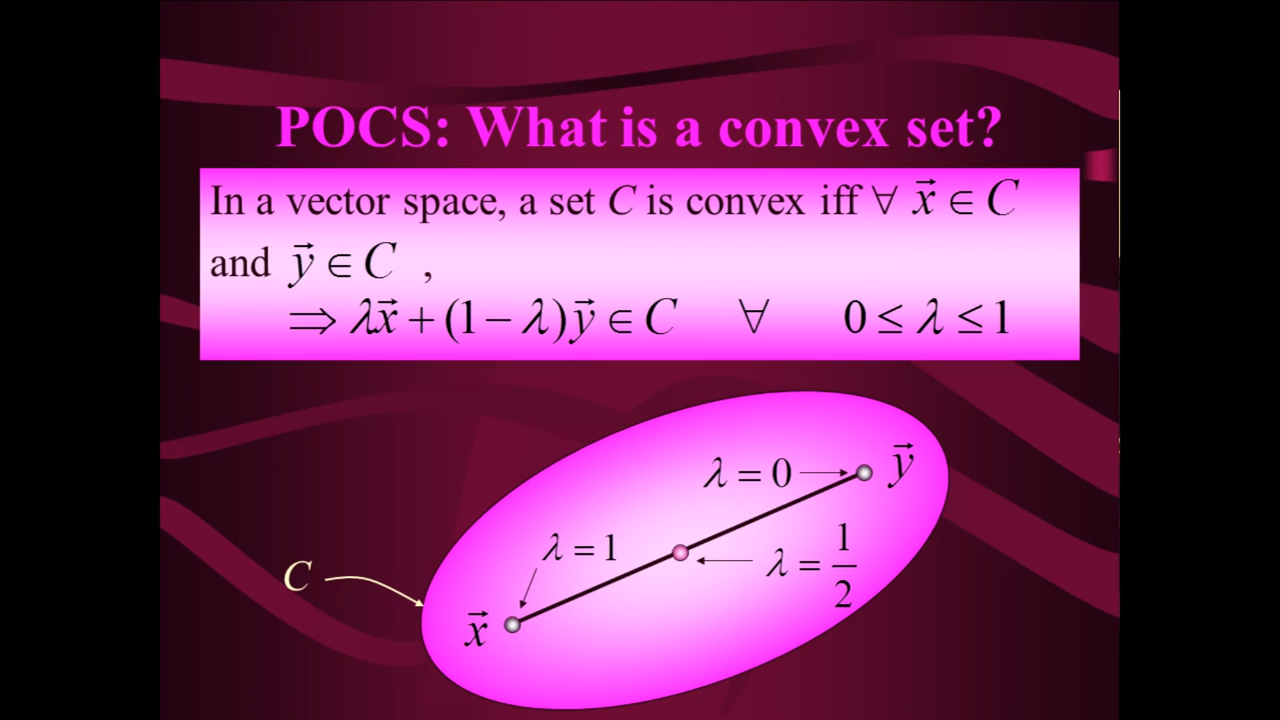 POCS: What is a convex set?
In a vector space, a set C is convex iff ∀ x⃗ ∈ C
and y⃗ ∈ C ,
⇒ λx⃗ + (1 − λ)y⃗ ∈ C ∀ 0 ≤ λ ≤ 1
λ = 0
y⃗
λ = 1
λ = 1/2
C
x⃗